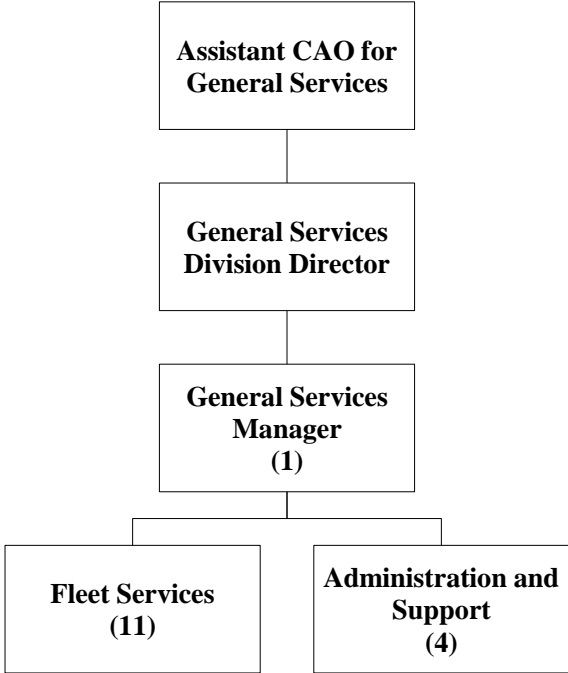 Assistant CAO for
General Services
General Services
Division Director
General Services
Manager
(1)
Fleet Services
(11)
Administration and
Support
(4)